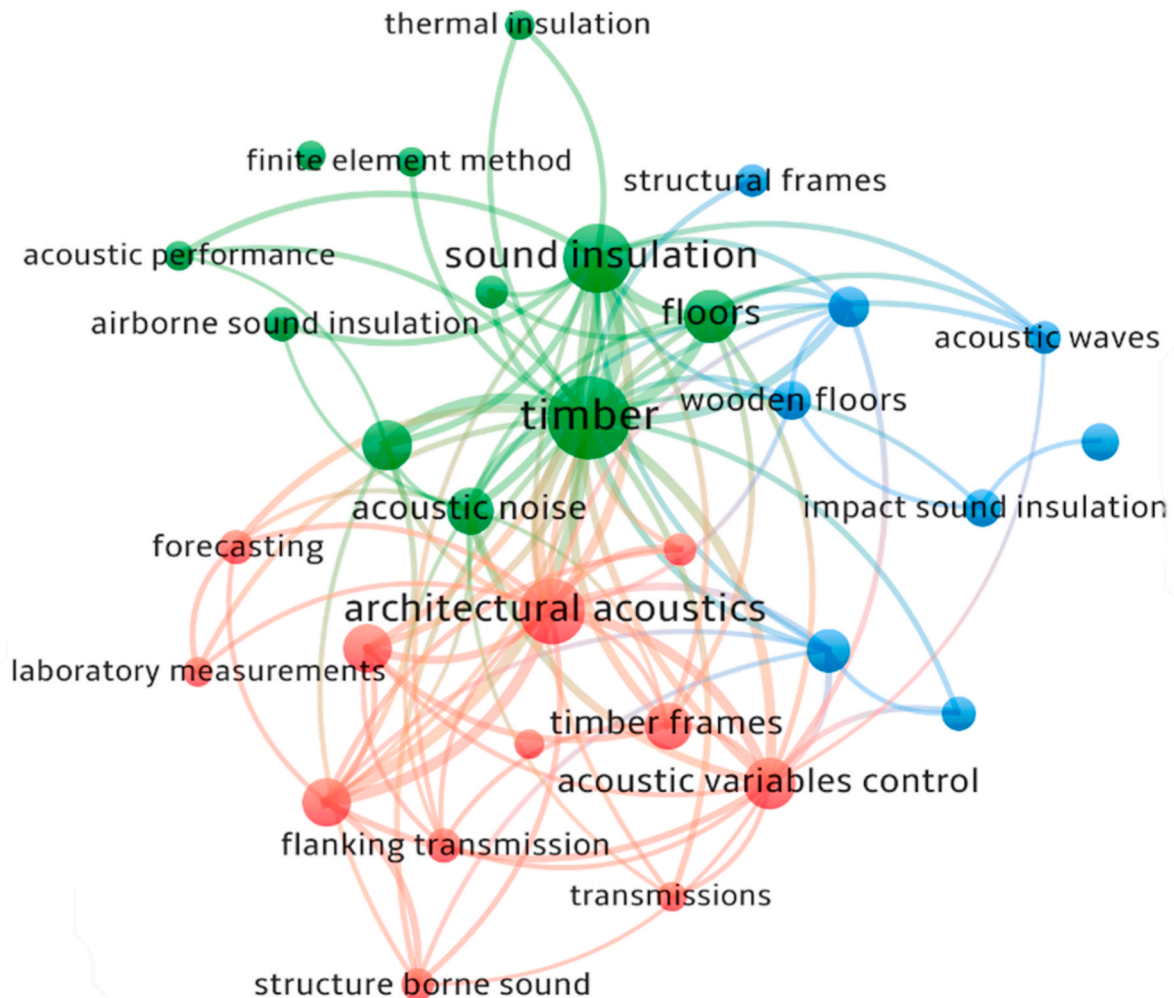 thermal insulation
finite element method
structural frames
acoustic performance
sound insulation
airborne sound insulation
floors
acoustic waves
timber
wooden floors
acoustic noise
impact sound insulation
forecasting
architectural acoustics
laboratory measurements
timber frames
acoustic variables control
flanking transmission
transmissions
structure borne sound